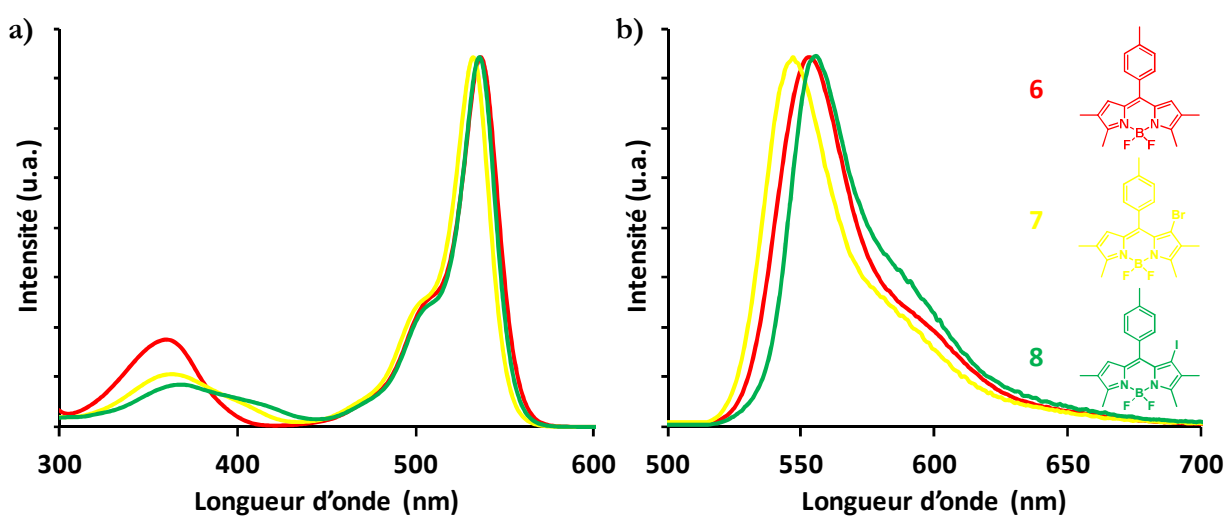 a)
Intensité (u.a.)
300
400
500
600
Longueur d'onde (nm)
b)
Intensité (u.a.)
500
550
600
650
700
Longueur d'onde (nm)
6
N
N
B
F
F
7
Br
N
N
B
F
F
8
I
N
N
B
F
F